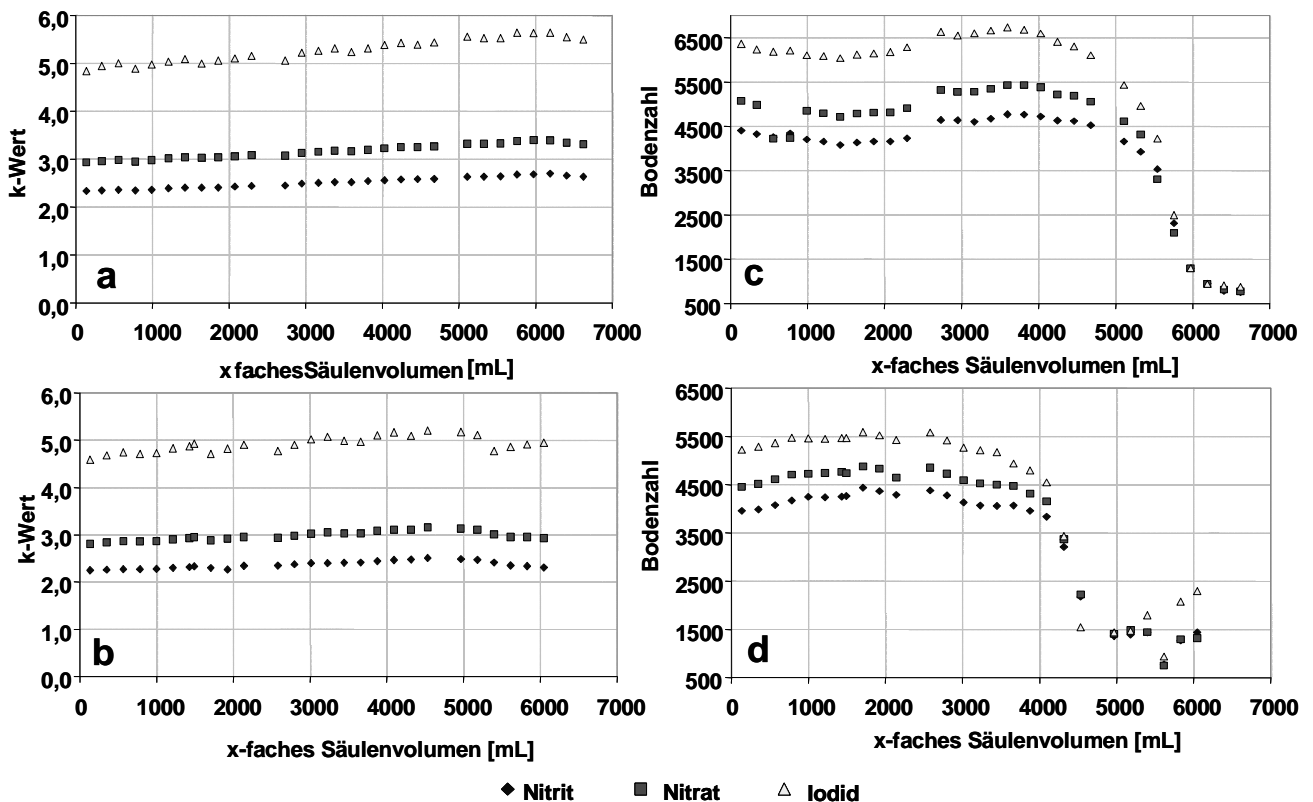 6,0
5,0
4,0
3,0
2,0
1,0
0,0
k-Wert
a
0 1000 2000 3000 4000 5000 6000 7000
x fachesSäulenvolumen [mL]
6500
5500
4500
3500
2500
1500
500
Bodenzahl
c
0 1000 2000 3000 4000 5000 6000 7000
x-faches Säulenvolumen [mL]
6,0
5,0
4,0
3,0
2,0
1,0
0,0
k-Wert
b
0 1000 2000 3000 4000 5000 6000 7000
x-faches Säulenvolumen [mL]
6500
5500
4500
3500
2500
1500
500
Bodenzahl
d
0 1000 2000 3000 4000 5000 6000 7000
x-faches Säulenvolumen [mL]
Nitrit Nitrat Iodid